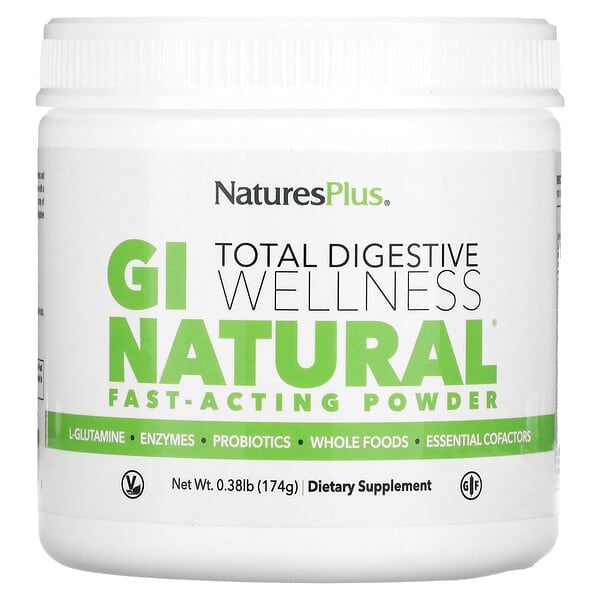 NaturesPlus®
GI TOTAL DIGESTIVE
WELLNESS
NATURAL®
FAST-ACTING POWDER
L-GLUTAMINE • ENZYMES • PROBIOTICS • WHOLE FOODS • ESSENTIAL COFACTORS
V
Net Wt. 0.38lb (174g) | Dietary Supplement
GF